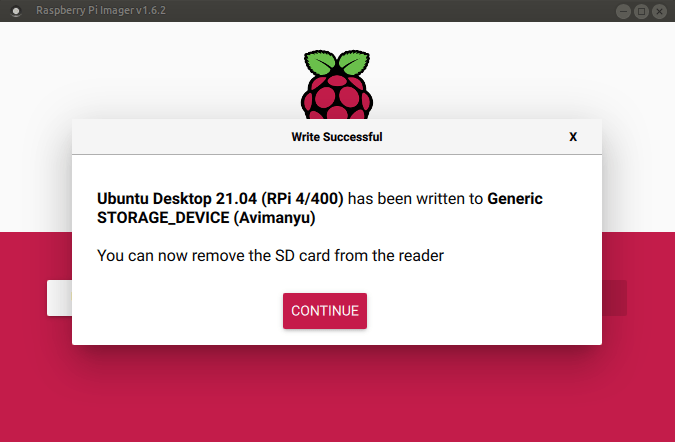 Raspberry Pi Imager v1.6.2
Write Successful
X
Ubuntu Desktop 21.04 (RPi 4/400) has been written to Generic
STORAGE_DEVICE (Avimanyu)
You can now remove the SD card from the reader
CONTINUE